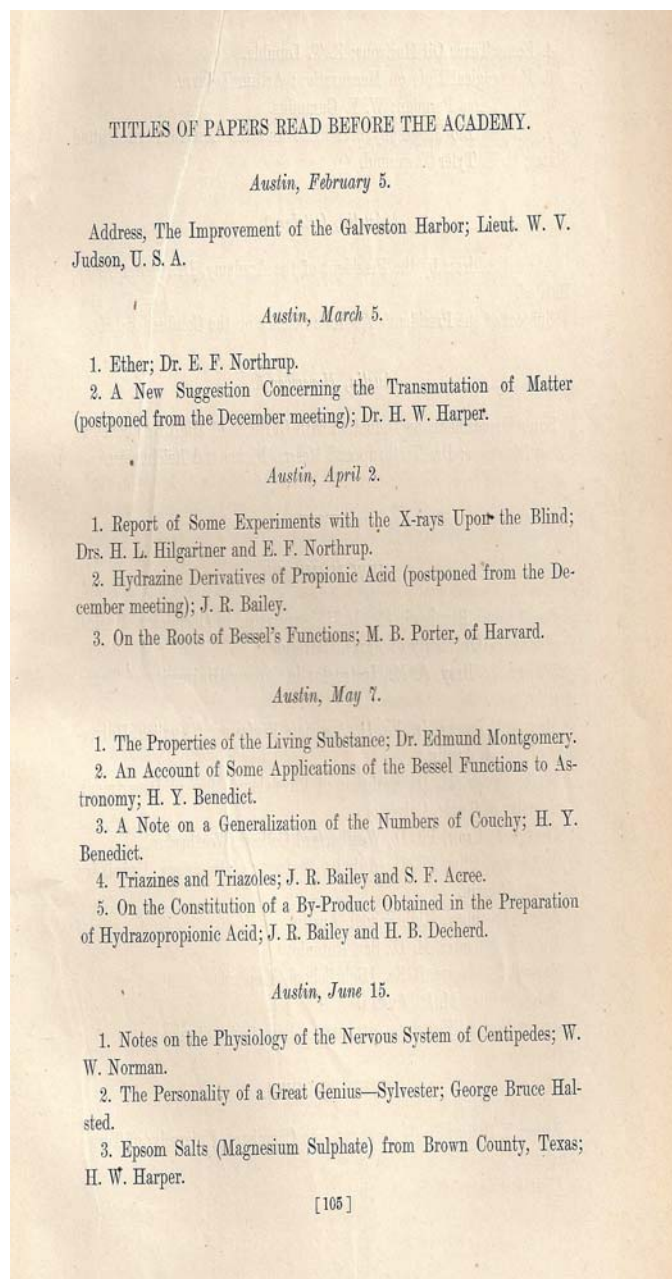 TITLES OF PAPERS READ BEFORE THE ACADEMY.
Austin, February 5.
Address, The Improvement of the Galveston Harbor; Lieut. W. V.
Judson, U. S. A.
Austin, March 5.
1. Ether; Dr. E. F. Northrup.
2. A New Suggestion Concerning the Transmutation of Matter
(postponed from the December meeting); Dr. H. W. Harper.
Austin, April 2.
1. Report of Some Experiments with the X-rays Upon the Blind;
Drs. H. L. Hilgartner and E. F. Northrup.
2. Hydrazine Derivatives of Propionic Acid (postponed from the De-
cember meeting); J. R. Bailey.
3. On the Roots of Bessel's Functions; M. B. Porter, of Harvard.
Austin, May 7.
1. The Properties of the Living Substance; Dr. Edmund Montgomery.
2. An Account of Some Applications of the Bessel Functions to As-
tronomy; H. Y. Benedict.
3. A Note on a Generalization of the Numbers of Couchy; H. Y.
Benedict.
4. Triazines and Triazoles; J. R. Bailey and S. F. Acree.
5. On the Constitution of a By-Product Obtained in the Preparation
of Hydrazopropionic Acid; J. R. Bailey and H. B. Decherd.
Austin, June 15.
1. Notes on the Physiology of the Nervous System of Centipedes; W.
W. Norman.
2. The Personality of a Great Genius—Sylvester; George Bruce Hal-
sted.
3. Epsom Salts (Magnesium Sulphate) from Brown County, Texas;
H. W. Harper.
[105]